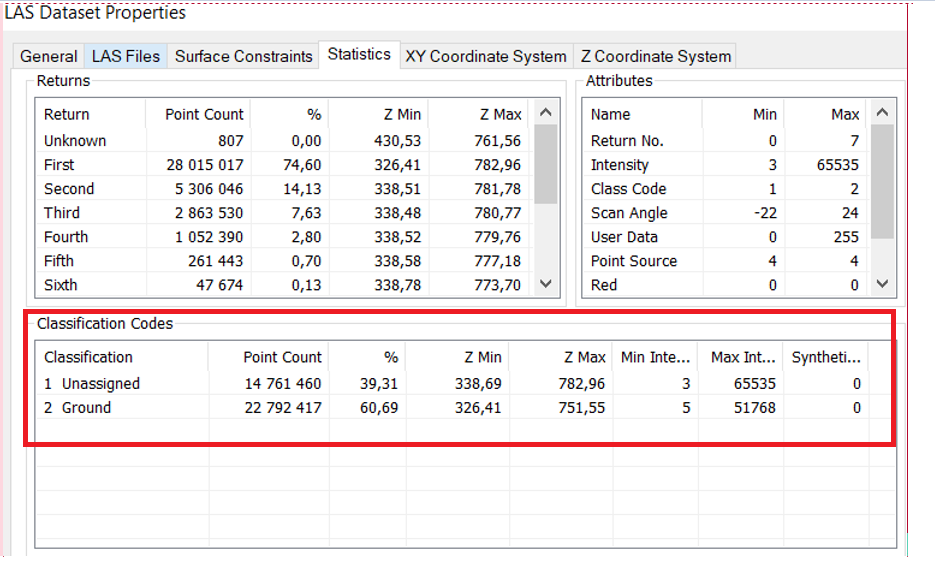 LAS Dataset Properties
General LAS Files Surface Constraints Statistics XY Coordinate System Z Coordinate System
Returns
Return Point Count % Z Min Z Max
Unknown 807 0,00 430,53 761,56
First 28 015 017 74,60 326,41 782,96
Second 5 306 046 14,13 338,51 781,78
Third 2 863 530 7,63 338,48 780,77
Fourth 1 052 390 2,80 338,52 779,76
Fifth 261 443 0,70 338,58 777,18
Sixth 47 674 0,13 338,78 773,70
Attributes
Name Min Max
Return No. 0 7
Intensity 3 65535
Class Code 1 2
Scan Angle -22 24
User Data 0 255
Point Source 4 4
Red 0 0
Classification Codes
Classification Point Count % Z Min Z Max Min Inte... Max Int... Syntheti...
1 Unassigned 14 761 460 39,31 338,69 782,96 3 65535 0
2 Ground 22 792 417 60,69 326,41 751,55 5 51768 0